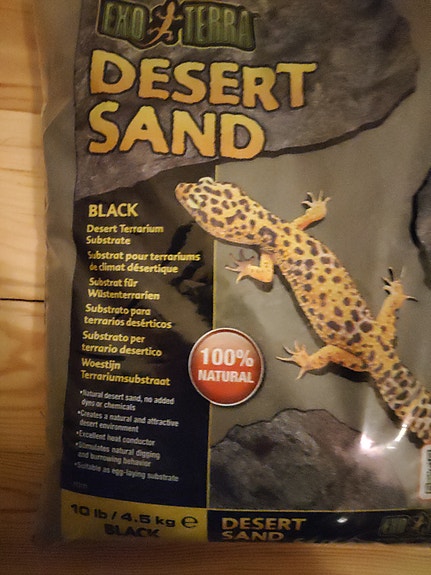 EXO TERRA
DESERT
SAND
BLACK
Desert Terrarium
Substrate
Substrat pour terrariums
de climat désertique
Substrat für
Wüstenterrarien
Substrato para
terrarios desérticos
Substrato per
terrario desertico
Woestijn
Terrariumsubstraat
100%
NATURAL
•Natural desert sand, no added
dyes or chemicals
•Creates a natural and attractive
desert environment
•Excellent heat conductor
•Stimulates natural digging
and burrowing behavior
•Suitable as egg-laying substrate
10 lb / 4.5 kg e
BLACK
DESERT
SAND
EXO